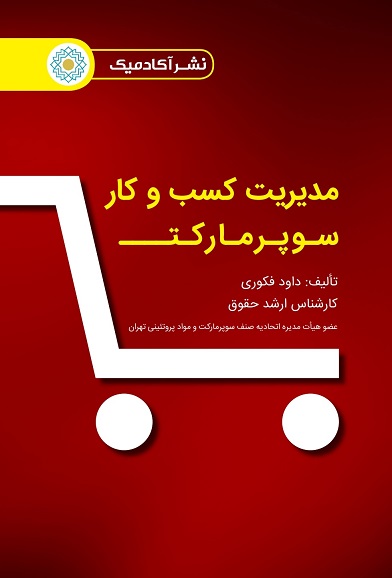 نشر آکادمیک
مدیریت کسب و کار
سوپرمارکت
تألیف: داود فکوری
کارشناس ارشد حقوق
عضو هیأت مدیره اتحادیه صنف سوپرمارکت و مواد پروتئینی تهران